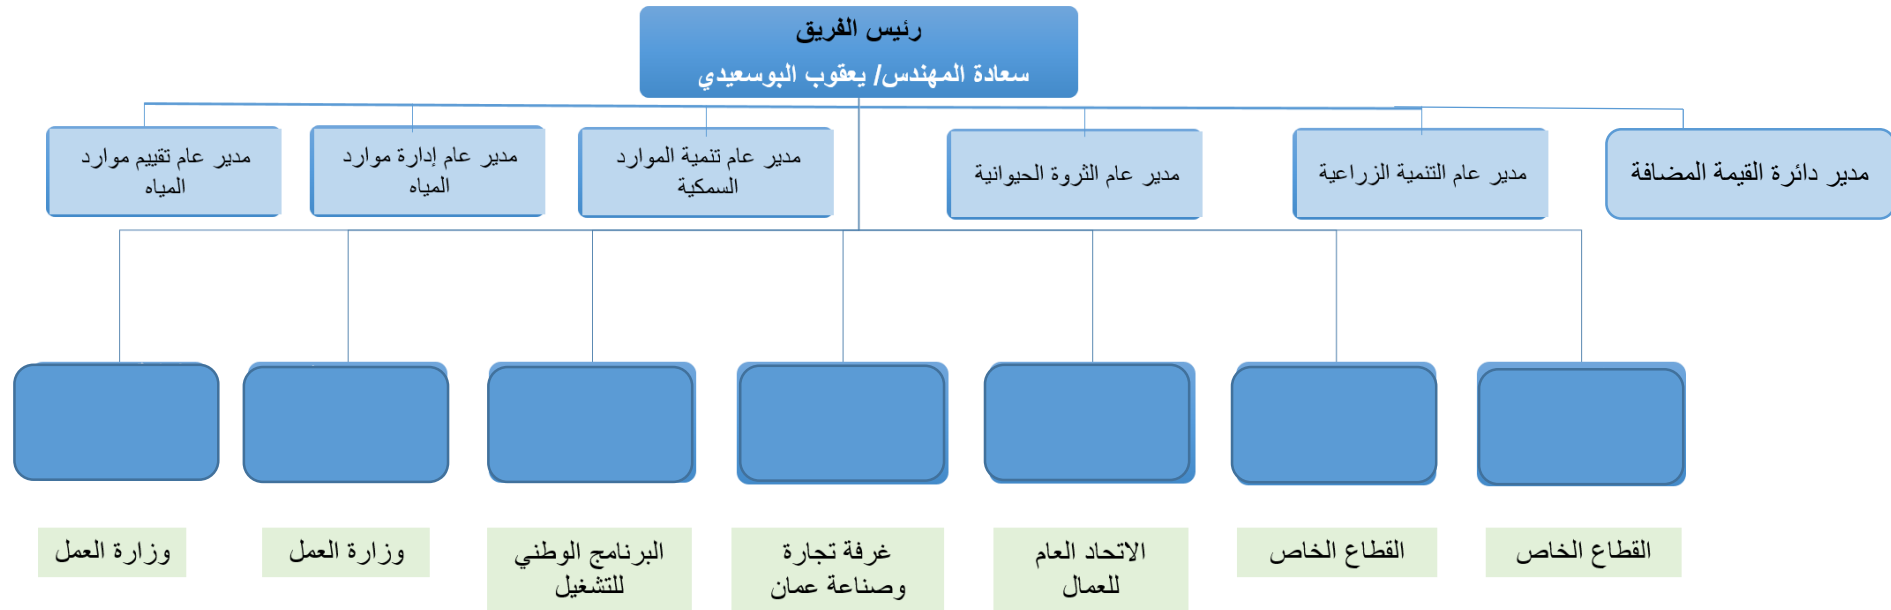 رئيس الفريق
سعادة المهندس/ يعقوب البوسعيدي
مدير دائرة القيمة المضافة
مدير عام التنمية الزراعية
مدير عام الثروة الحيوانية
مدير عام تنمية الموارد
السمكية
مدير عام إدارة موارد
المياه
مدير عام تقييم موارد
المياه
القطاع الخاص
القطاع الخاص
الاتحاد العام
للعمال
غرفة تجارة
وصناعة عمان
البرنامج الوطني
للتشغيل
وزارة العمل
وزارة العمل